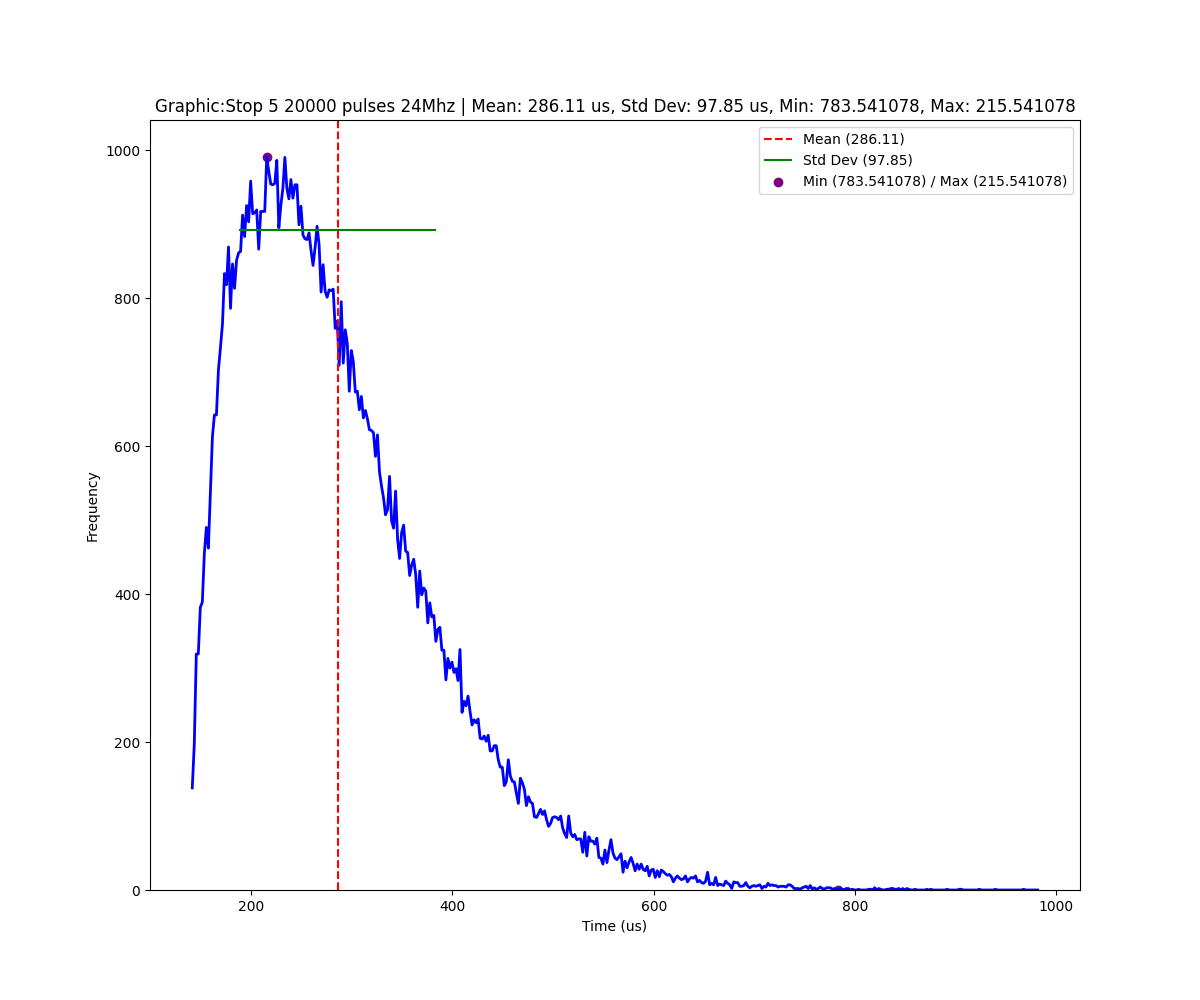 Graphic:Stop 5 20000 pulses 24Mhz | Mean: 286.11 us, Std Dev: 97.85 us, Min: 783.541078, Max: 215.541078
Mean (286.11)
Std Dev (97.85)
Min (783.541078) / Max (215.541078)
1000
800
600
400
200
0
Frequency
200 400 600 800 1000
Time (us)